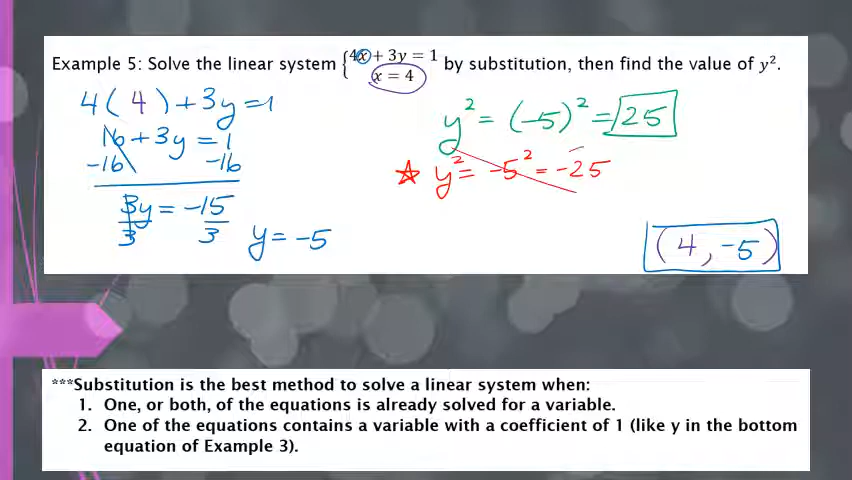 Example 5: Solve the linear system { 4x + 3y = 1 by substitution, then find the value of y².
x = 4
4( 4 ) + 3y = 1
16 + 3y = 1
-16 -16
3y = -15
3 3
y = -5
y² = (-5)² = 25
☆ y² = -5² = -25
(4, -5)
***Substitution is the best method to solve a linear system when:
1. One, or both, of the equations is already solved for a variable.
2. One of the equations contains a variable with a coefficient of 1 (like y in the bottom
equation of Example 3).